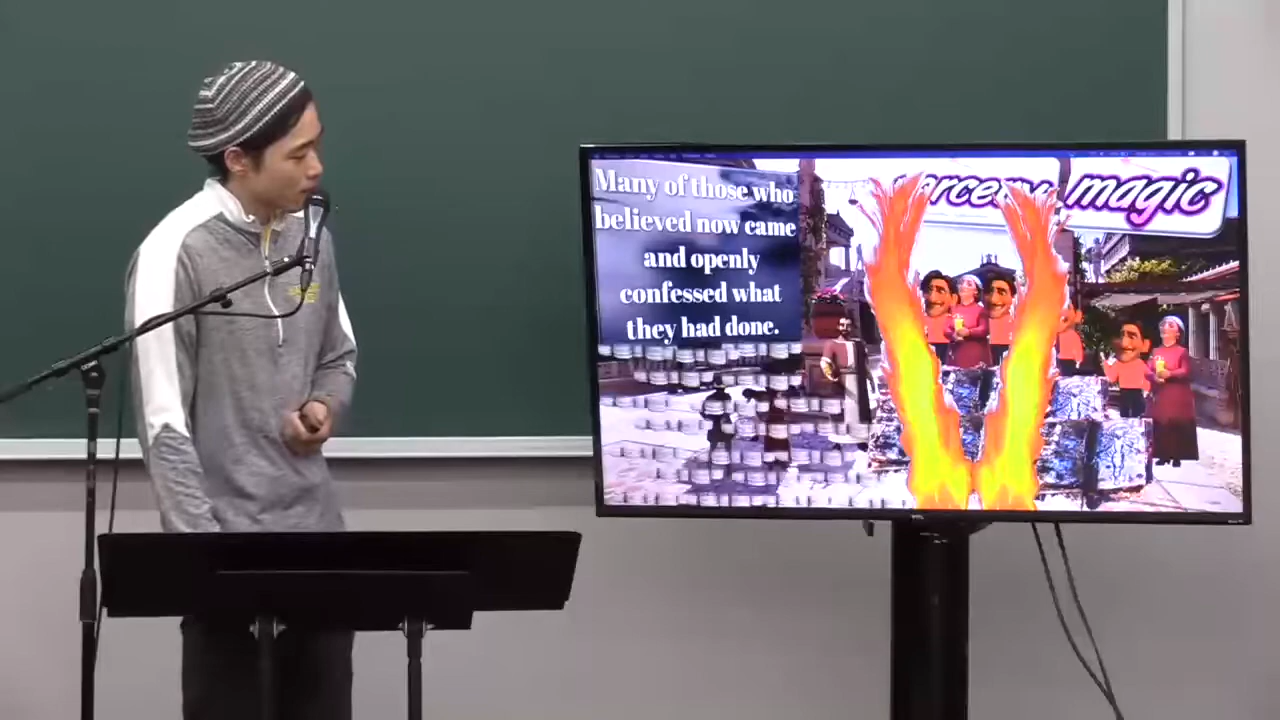 Many of those who
believed now came
and openly
confessed what
they had done.
magic